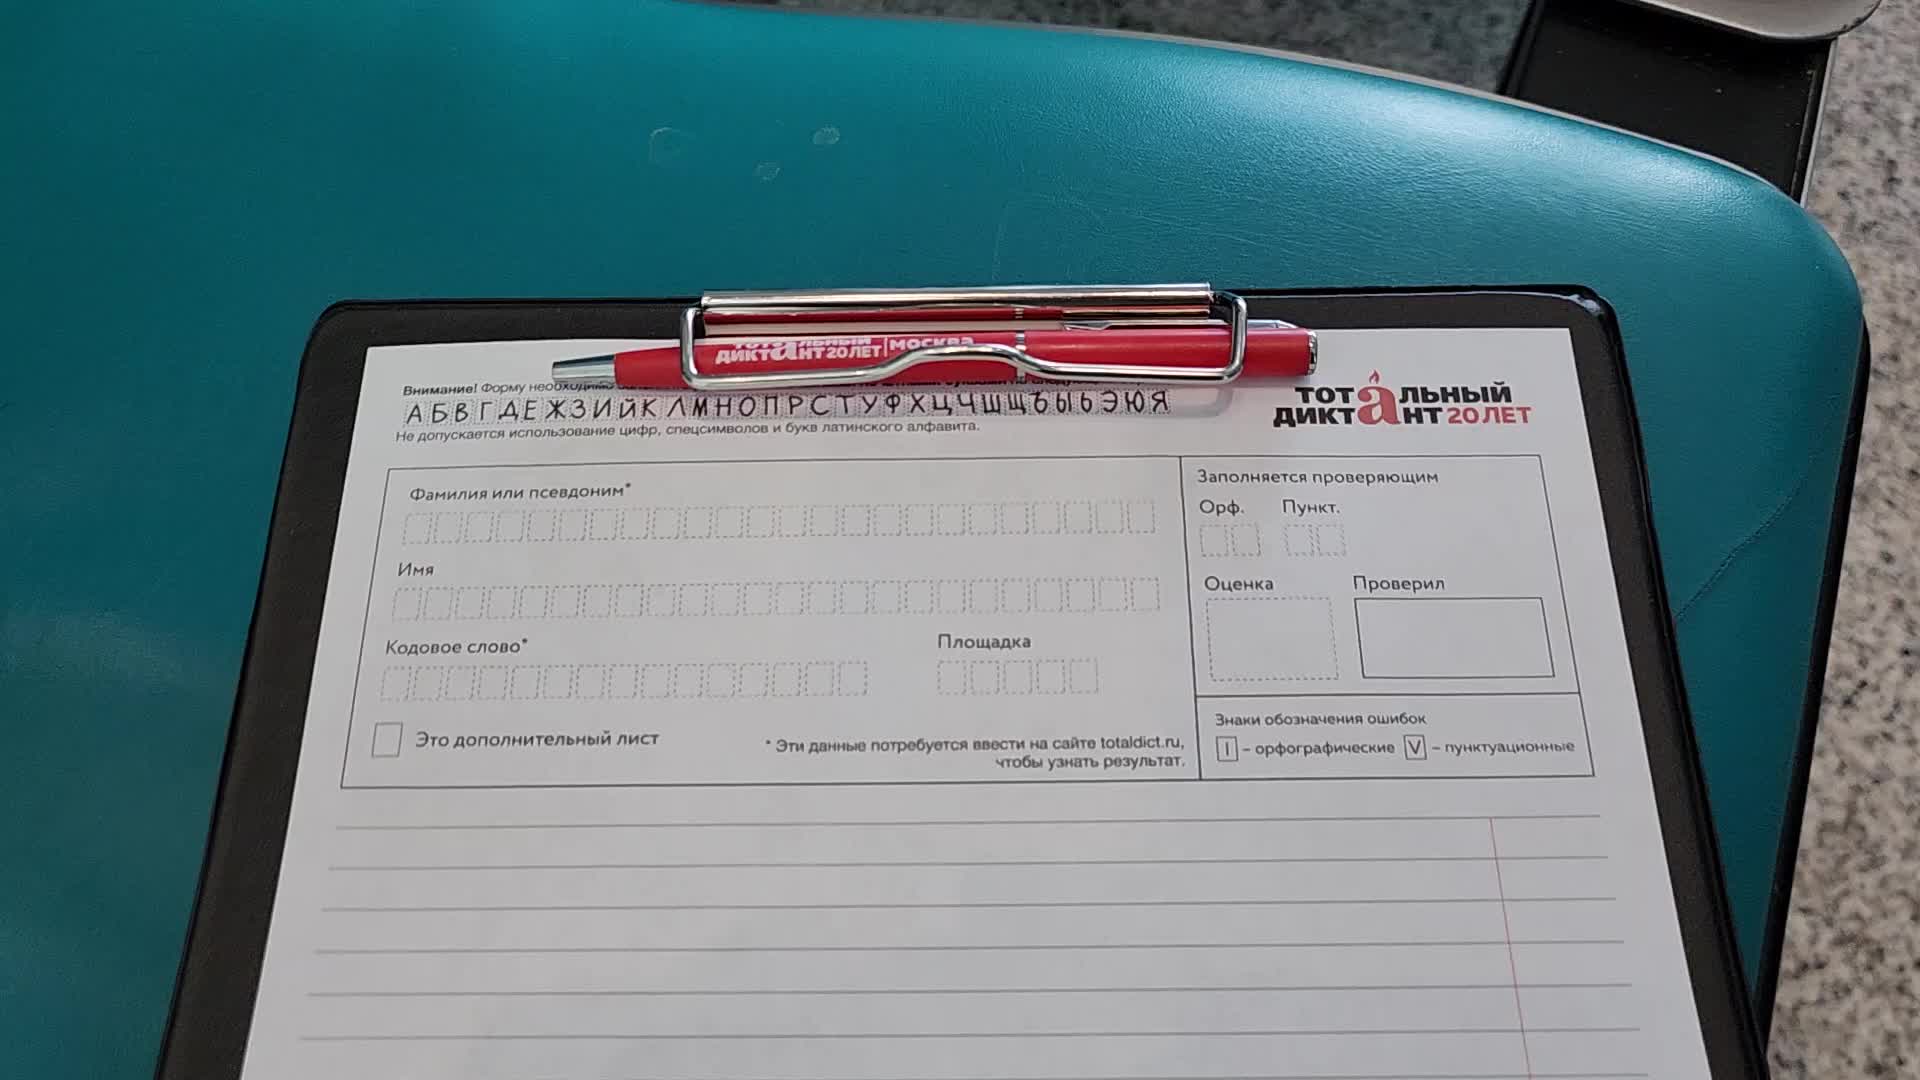 ТОТАЛЬНЫЙ
ДИКТАНТ 20 ЛЕТ | МОСКВА
Внимание! Форму необходимо
АБВГДЕЖЗИЙКЛМНОПРСТУФХЦЧШЩЪЫЬЭЮЯ
Не допускается использование цифр, спецсимволов и букв латинского алфавита.
ТОТАЛЬНЫЙ
ДИКТАНТ 20 ЛЕТ
Фамилия или псевдоним*
Имя
Кодовое слово*
Площадка
Это дополнительный лист
* Эти данные потребуется ввести на сайте totaldict.ru,
чтобы узнать результат.
Заполняется проверяющим
Орф. Пункт.
Оценка
Проверил
Знаки обозначения ошибок
I – орфографические V – пунктуационные